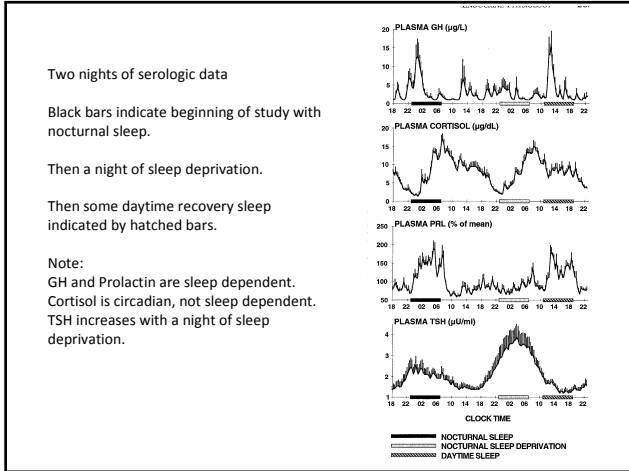 Two nights of serologic data
Black bars indicate beginning of study with
nocturnal sleep.
Then a night of sleep deprivation.
Then some daytime recovery sleep
indicated by hatched bars.
Note:
GH and Prolactin are sleep dependent.
Cortisol is circadian, not sleep dependent.
TSH increases with a night of sleep
deprivation.
PLASMA GH (µg/L)
20
15
10
5
0
18 22 02 06 10 14 18 22 02 06 10 14 18 22
PLASMA CORTISOL (µg/dL)
20
15
10
5
0
18 22 02 06 10 14 18 22 02 06 10 14 18 22
PLASMA PRL (% of mean)
250
200
150
100
50
18 22 02 06 10 14 18 22 02 06 10 14 18 22
PLASMA TSH (µU/ml)
4
3
2
1
18 22 02 06 10 14 18 22 02 06 10 14 18 22
CLOCK TIME
NOCTURNAL SLEEP
NOCTURNAL SLEEP DEPRIVATION
DAYTIME SLEEP